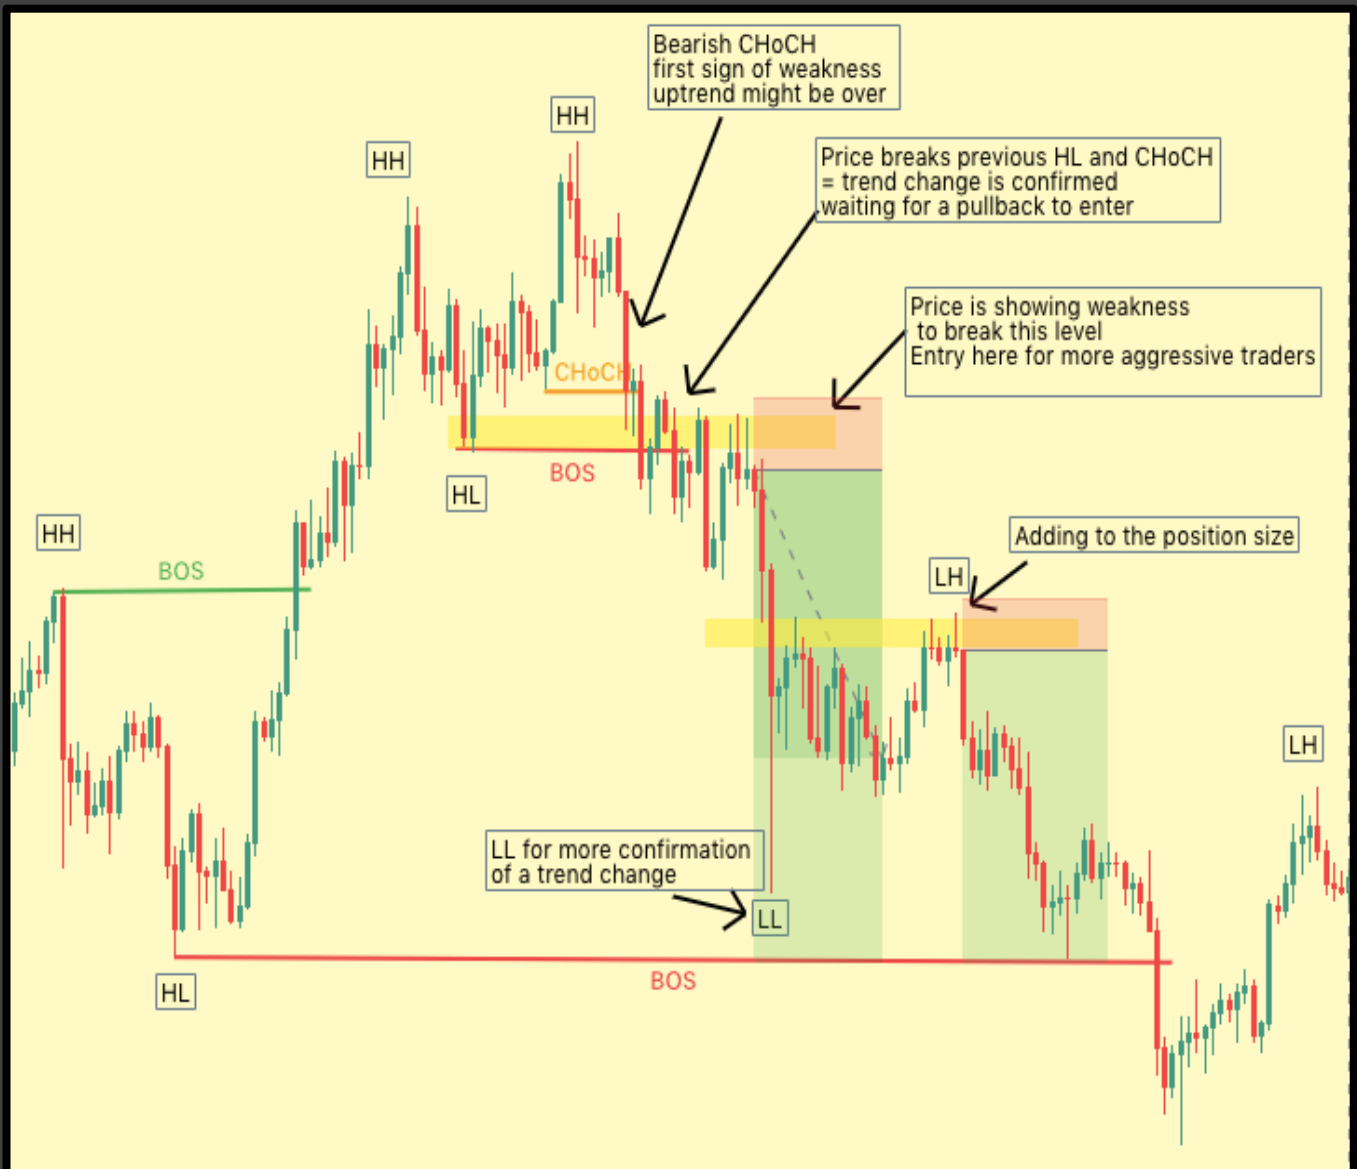 Bearish CHoCH
first sign of weakness
uptrend might be over
HH
HH
Price breaks previous HL and CHoCH
= trend change is confirmed
waiting for a pullback to enter
Price is showing weakness
to break this level
Entry here for more aggressive traders
CHoCH
BOS
HL
HH
BOS
Adding to the position size
LH
LH
LL for more confirmation
of a trend change
LL
BOS
HL